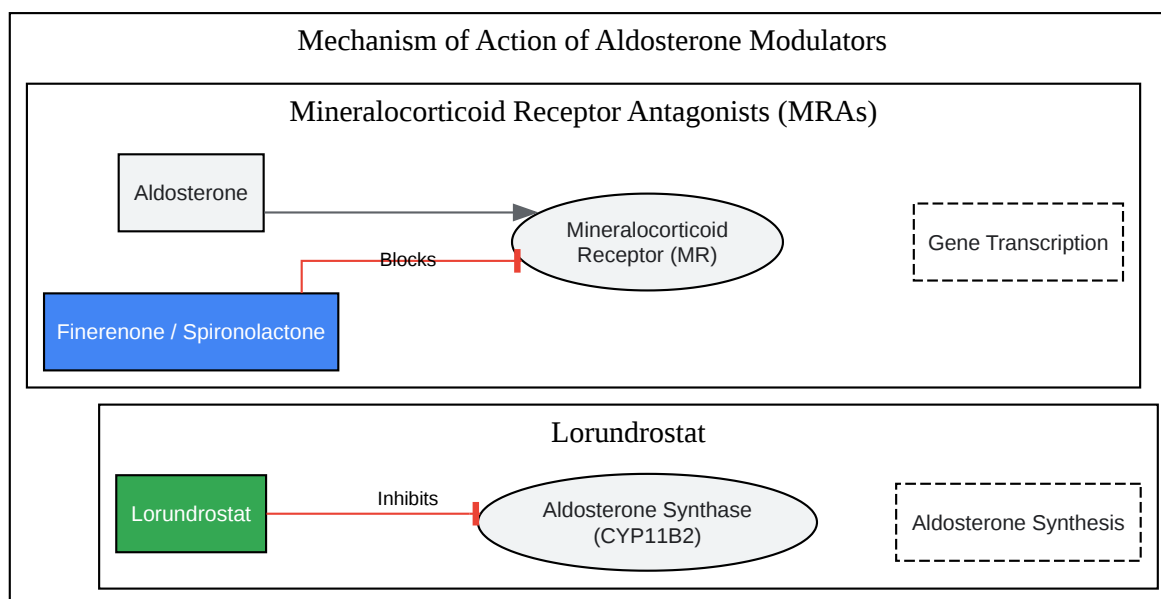 Mechanism of Action of Aldosterone Modulators
Mineralocorticoid Receptor Antagonists (MRAs)
Aldosterone
Mineralocorticoid
Receptor (MR)
Gene Transcription
Blocks
Finerenone / Spironolactone
Lorundrostat
Lorundrostat
Inhibits
Aldosterone Synthase
(CYP11B2)
Aldosterone Synthesis